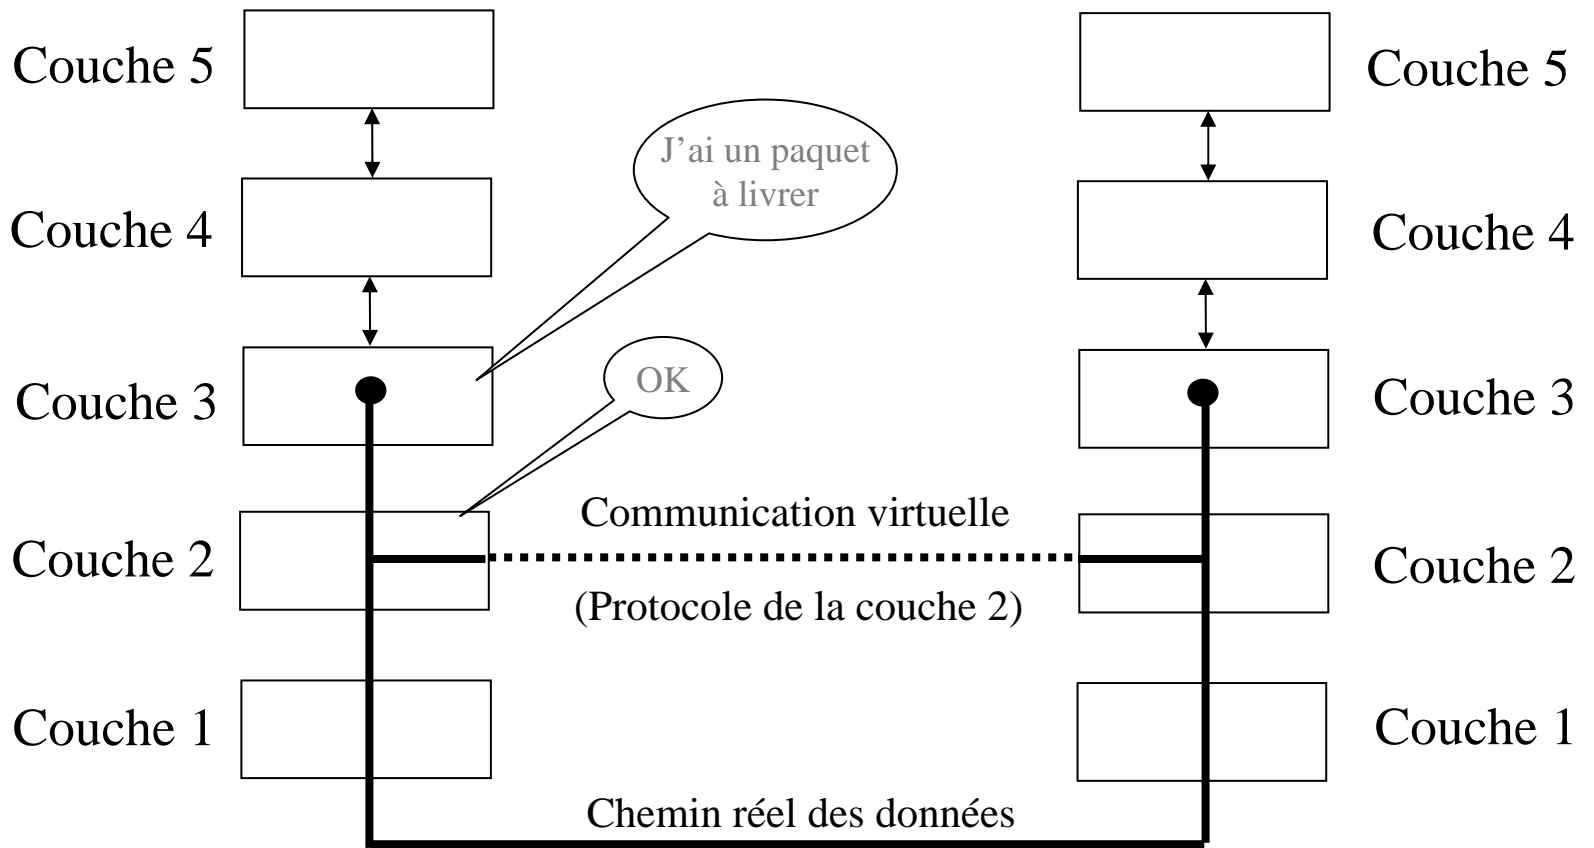 Couche 5
Couche 5
J'ai un paquet
à livrer
Couche 4
Couche 4
OK
Couche 3
Couche 3
Communication virtuelle
Couche 2
Couche 2
(Protocole de la couche 2)
Couche 1
Couche 1
Chemin réel des données